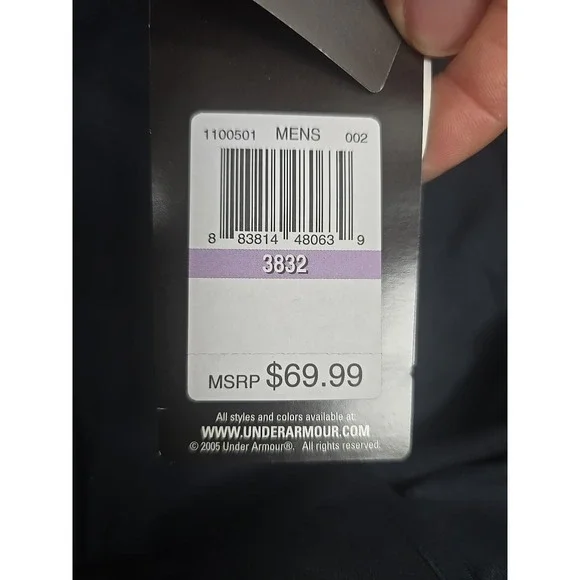 1100501 MENS 002
8 83814 48063 9
3832
MSRP $69.99
All styles and colors available at:
WWW.UNDERARMOUR.COM
© 2005 Under Armour®. All rights reserved.